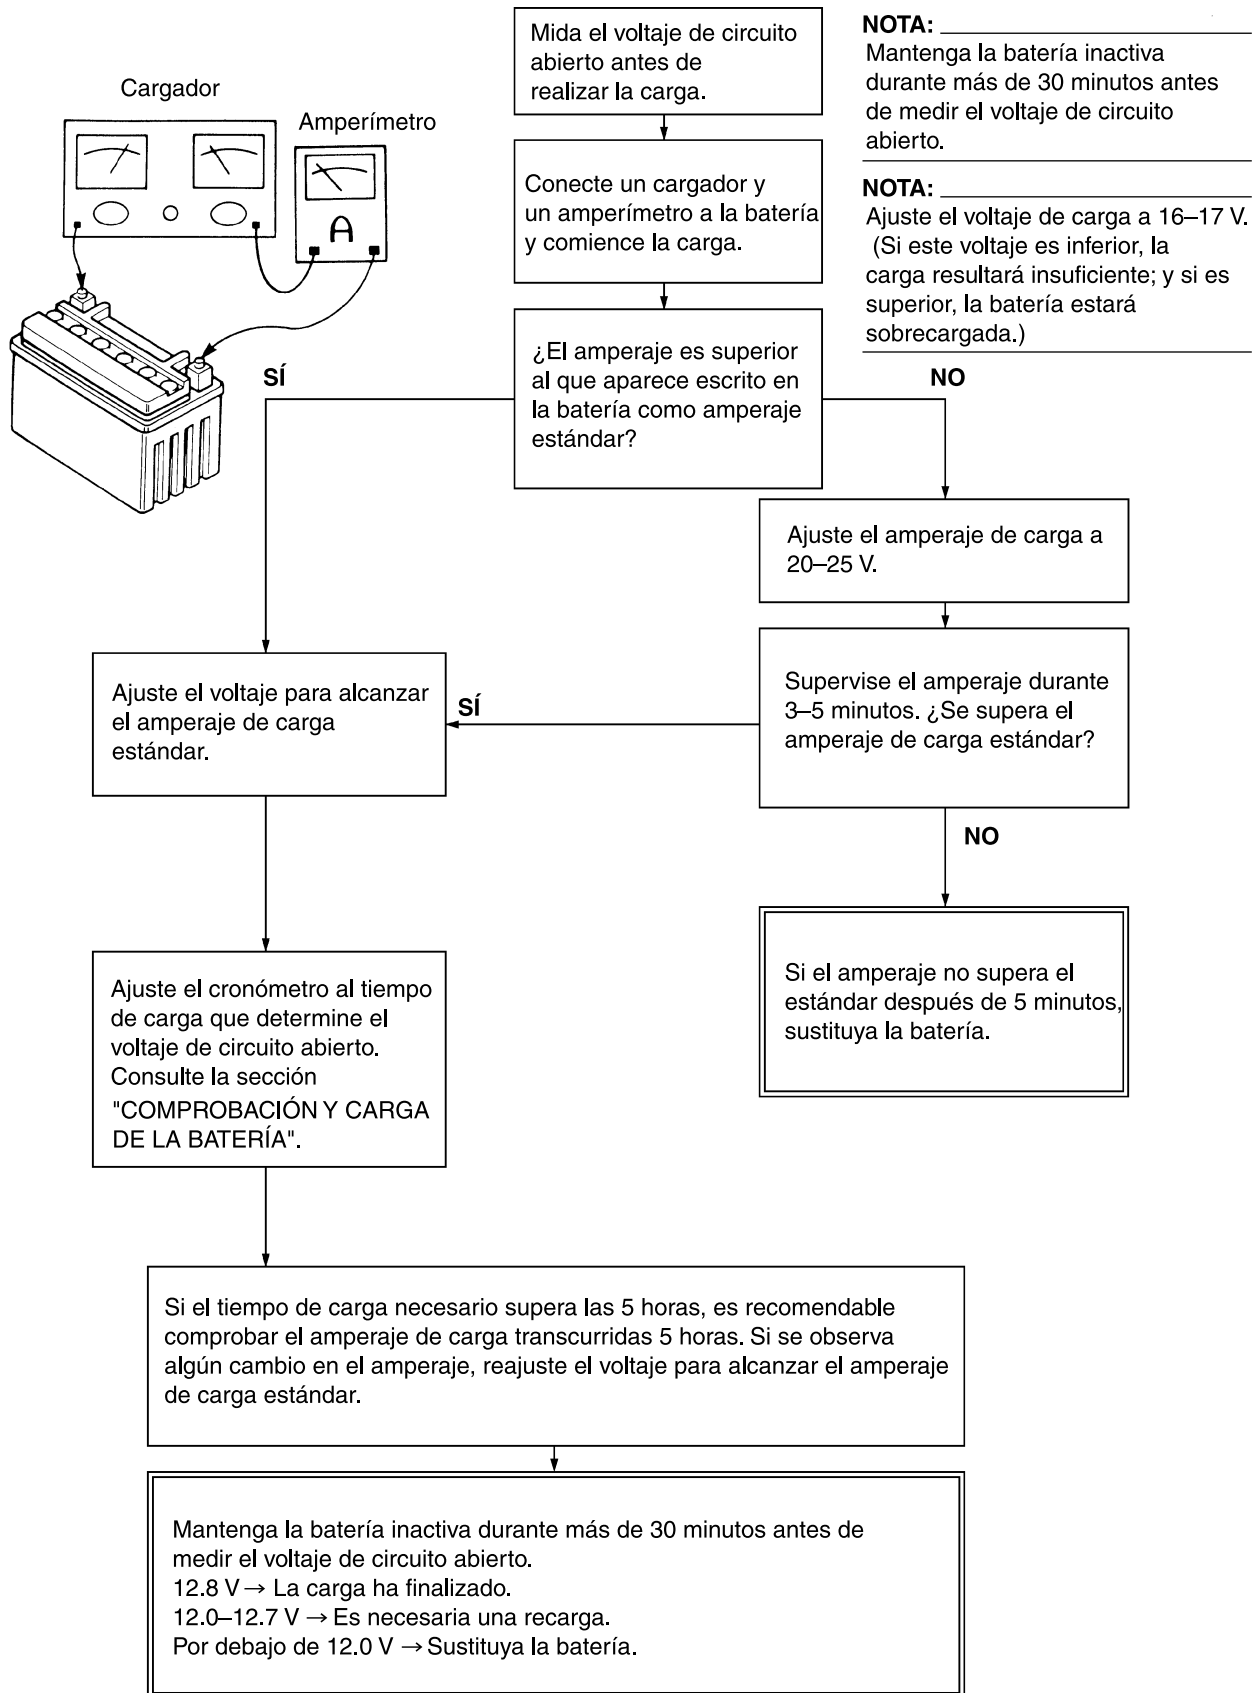 Mida el voltaje de circuito
abierto antes de
realizar la carga.
NOTA:
Mantenga la batería inactiva
durante más de 30 minutos antes
de medir el voltaje de circuito
abierto.
Cargador
Amperímetro
A
Conecte un cargador y
un amperímetro a la batería
y comience la carga.
NOTA:
Ajuste el voltaje de carga a 16–17 V.
(Si este voltaje es inferior, la
carga resultará insuficiente; y si es
superior, la batería estará
sobrecargada.)
¿El amperaje es superior
al que aparece escrito en
la batería como amperaje
estándar?
SÍ
NO
Ajuste el amperaje de carga a
20–25 V.
Supervise el amperaje durante
3–5 minutos. ¿Se supera el
amperaje de carga estándar?
SÍ
NO
Ajuste el voltaje para alcanzar
el amperaje de carga
estándar.
Si el amperaje no supera el
estándar después de 5 minutos,
sustituya la batería.
Ajuste el cronómetro al tiempo
de carga que determine el
voltaje de circuito abierto.
Consulte la sección
"COMPROBACIÓN Y CARGA
DE LA BATERÍA".
Si el tiempo de carga necesario supera las 5 horas, es recomendable
comprobar el amperaje de carga transcurridas 5 horas. Si se observa
algún cambio en el amperaje, reajuste el voltaje para alcanzar el amperaje
de carga estándar.
Mantenga la batería inactiva durante más de 30 minutos antes de
medir el voltaje de circuito abierto.
12.8 V → La carga ha finalizado.
12.0–12.7 V → Es necesaria una recarga.
Por debajo de 12.0 V → Sustituya la batería.